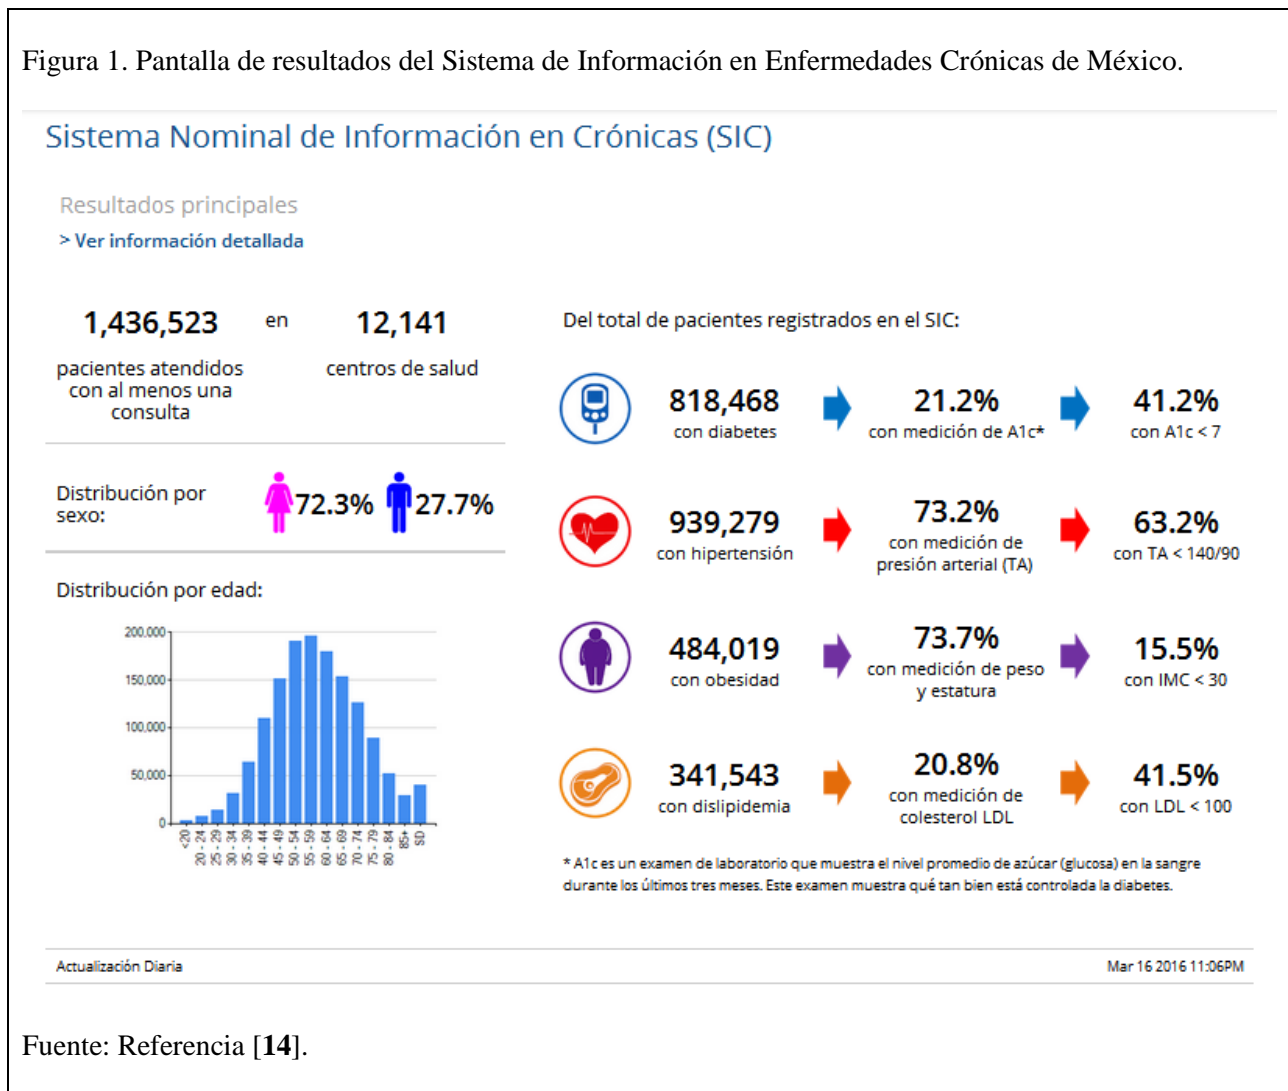 Figura 1. Pantalla de resultados del Sistema de Información en Enfermedades Crónicas de México.
Sistema Nominal de Información en Crónicas (SIC)
Resultados principales
> Ver información detallada
1,436,523 en 12,141
pacientes atendidos
con al menos una
consulta
centros de salud
Distribución por
sexo:
72.3% 27.7%
Distribución por edad:
200,000
150,000
100,000
50,000
0
<20
20 - 24
25 - 29
30 - 34
35 - 39
40 - 44
45 - 49
50 - 54
55 - 59
60 - 64
65 - 69
70 - 74
75 - 79
80 - 84
85+
SD
Del total de pacientes registrados en el SIC:
818,468 21.2% 41.2%
con diabetes con medición de A1c* con A1c < 7
939,279 73.2% 63.2%
con hipertensión con medición de
presión arterial (TA) con TA < 140/90
484,019 73.7% 15.5%
con obesidad con medición de peso
y estatura con IMC < 30
341,543 20.8% 41.5%
con dislipidemia con medición de
colesterol LDL con LDL < 100
* A1c es un examen de laboratorio que muestra el nivel promedio de azúcar (glucosa) en la sangre
durante los últimos tres meses. Este examen muestra qué tan bien está controlada la diabetes.
Actualización Diaria Mar 16 2016 11:06PM
Fuente: Referencia [14].